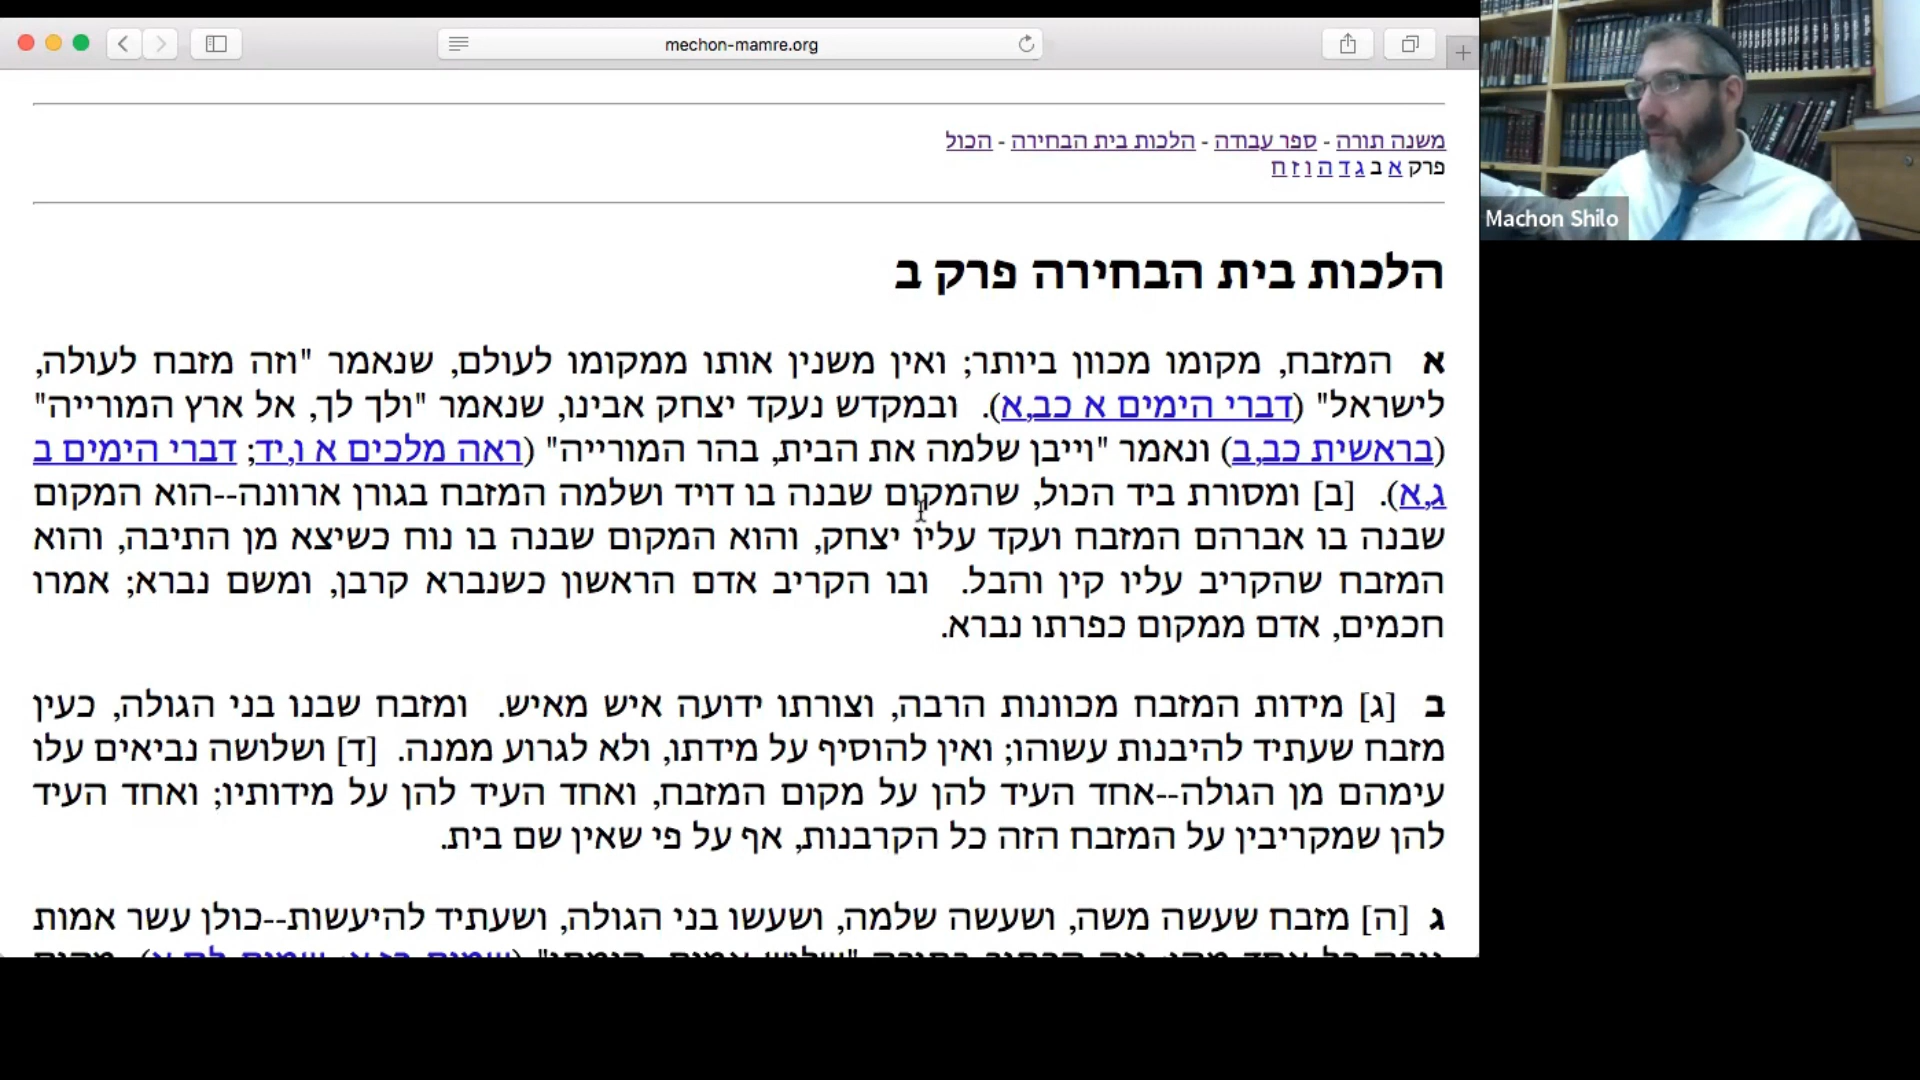 mechon-mamre.org
משנה תורה - ספר עבודה - הלכות בית הבחירה - הכול
פרק א ב ג ד ה ו ז ח
Machon Shilo
הלכות בית הבחירה פרק ב
א המזבח, מקומו מכוון ביותר; ואין משנין אותו ממקומו לעולם, שנאמר "וזה מזבח לעולה,
לישראל" (דברי הימים א כב,א). ובמקדש נעקד יצחק אבינו, שנאמר "ולך לך, אל ארץ המורייה"
(בראשית כב,ב) ונאמר "וייבן שלמה את הבית, בהר המורייה" (ראה מלכים א ו,יד; דברי הימים ב
ג,א). [ב] ומסורת ביד הכול, שהמקום שבנה בו דויד ושלמה המזבח בגורן ארוונה--הוא המקום
שבנה בו אברהם המזבח ועקד עליו יצחק, והוא המקום שבנה בו נוח כשיצא מן התיבה, והוא
המזבח שהקריב עליו קין והבל. ובו הקריב אדם הראשון כשנברא קרבן, ומשם נברא; אמרו
חכמים, אדם ממקום כפרתו נברא.
ב [ג] מידות המזבח מכוונות הרבה, וצורתו ידועה איש מאיש. ומזבח שבנו בני הגולה, כעין
מזבח שעתיד להיבנות עשוהו; ואין להוסיף על מידתו, ולא לגרוע ממנה. [ד] ושלושה נביאים עלו
עימהם מן הגולה--אחד העיד להן על מקום המזבח, ואחד העיד להן על מידותיו; ואחד העיד
להן שמקריבין על המזבח הזה כל הקרבנות, אף על פי שאין שם בית.
ג [ה] מזבח שעשה משה, ושעשה שלמה, ושעשו בני הגולה, ושעתיד להיעשות--כולן עשר אמות